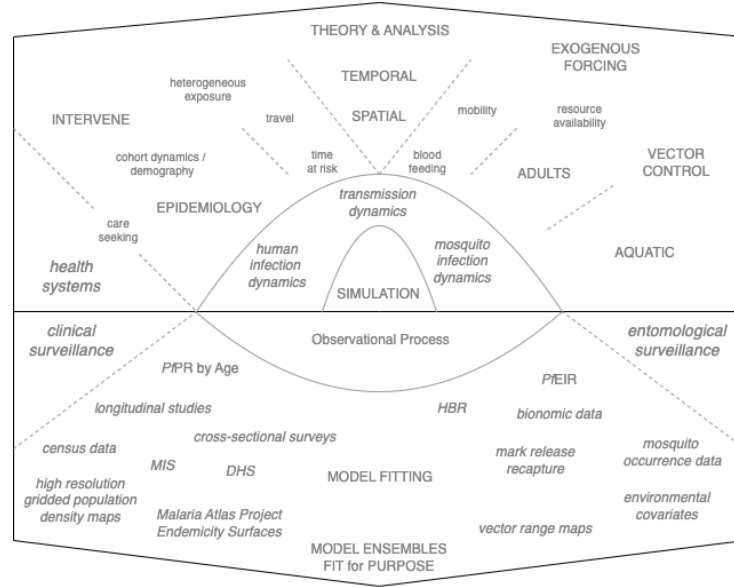 THEORY & ANALYSIS
EXOGENOUS
FORCING
TEMPORAL
heterogeneous
exposure
mobility
resource
availability
INTERVENE
travel
SPATIAL
cohort dynamics /
demography
time
at risk
blood
feeding
ADULTS
VECTOR
CONTROL
EPIDEMIOLOGY
transmission
dynamics
care
seeking
health
systems
human
infection
dynamics
mosquito
infection
dynamics
AQUATIC
SIMULATION
clinical
surveillance
Observational Process
entomological
surveillance
PfPR by Age
PfEIR
longitudinal studies
HBR
bionomic data
census data
cross-sectional surveys
mark release
recapture
mosquito
occurrence data
MIS
DHS
MODEL FITTING
high resolution
gridded population
density maps
environmental
covariates
Malaria Atlas Project
Endemicity Surfaces
vector range maps
MODEL ENSEMBLES
FIT for PURPOSE